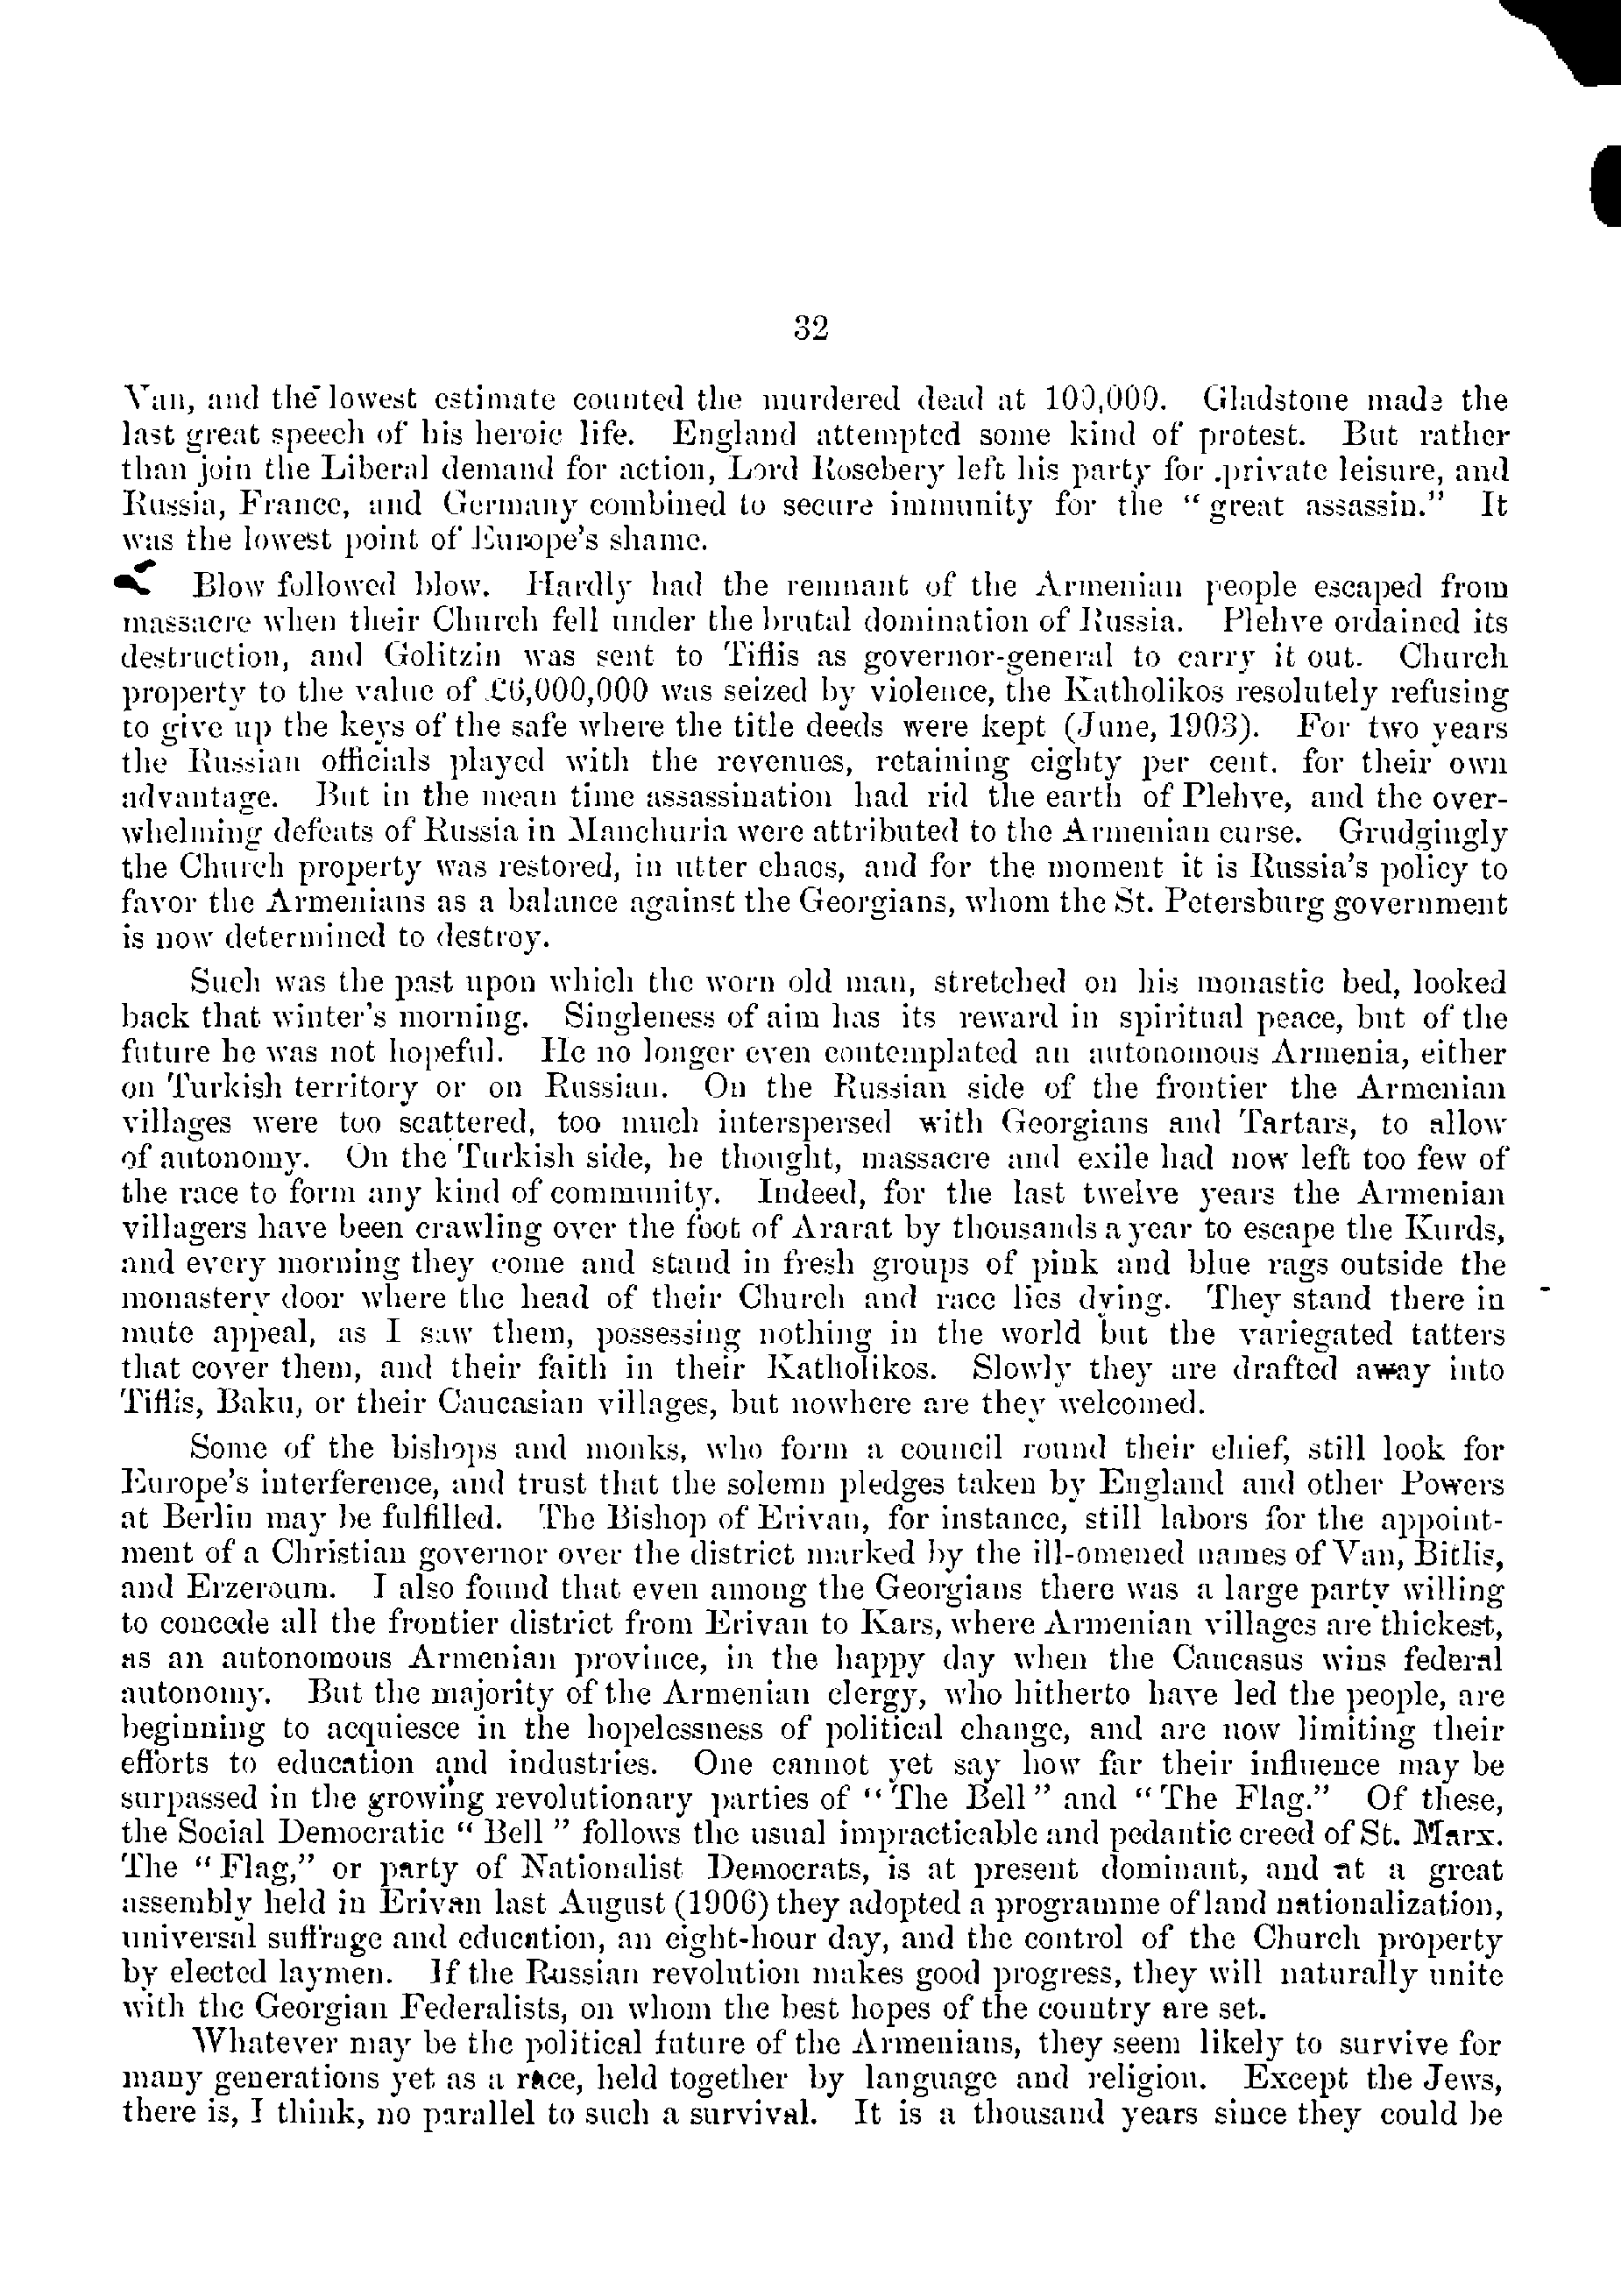 32
Van, and the lowest estimate counted the murdered dead at 100,000. Gladstone made the
last great speech of his heroic life. England attempted some kind of protest. But rather
than join the Liberal demand for action, Lord Rosebery left his party for private leisure, and
Russia, France, and Germany combined to secure immunity for the “great assassin.” It
was the lowest point of Europe’s shame.
Blow followed blow. Hardly had the remnant of the Armenian people escaped from
massacre when their Church fell under the brutal domination of Russia. Plehve ordained its
destruction, and Golitzin was sent to Tiflis as governor-general to carry it out. Church
property to the value of £6,000,000 was seized by violence, the Katholikos resolutely refusing
to give up the keys of the safe where the title deeds were kept (June, 1903). For two years
the Russian officials played with the revenues, retaining eighty per cent. for their own
advantage. But in the mean time assassination had rid the earth of Plehve, and the over-
whelming defeats of Russia in Manchuria were attributed to the Armenian curse. Grudgingly
the Church property was restored, in utter chaos, and for the moment it is Russia’s policy to
favor the Armenians as a balance against the Georgians, whom the St. Petersburg government
is now determined to destroy.
Such was the past upon which the worn old man, stretched on his monastic bed, looked
back that winter’s morning. Singleness of aim has its reward in spiritual peace, but of the
future he was not hopeful. He no longer even contemplated an autonomous Armenia, either
on Turkish territory or on Russian. On the Russian side of the frontier the Armenian
villages were too scattered, too much interspersed with Georgians and Tartars, to allow
of autonomy. On the Turkish side, he thought, massacre and exile had now left too few of
the race to form any kind of community. Indeed, for the last twelve years the Armenian
villagers have been crawling over the foot of Ararat by thousands a year to escape the Kurds,
and every morning they come and stand in fresh groups of pink and blue rags outside the
monastery door where the head of their Church and race lies dying. They stand there in
mute appeal, as I saw them, possessing nothing in the world but the variegated tatters
that cover them, and their faith in their Katholikos. Slowly they are drafted away into
Tiflis, Baku, or their Caucasian villages, but nowhere are they welcomed.
Some of the bishops and monks, who form a council round their chief, still look for
Europe’s interference, and trust that the solemn pledges taken by England and other Powers
at Berlin may be fulfilled. The Bishop of Erivan, for instance, still labors for the appoint-
ment of a Christian governor over the district marked by the ill-omened names of Van, Bitlis,
and Erzeroum. I also found that even among the Georgians there was a large party willing
to concede all the frontier district from Erivan to Kars, where Armenian villages are thickest,
as an autonomous Armenian province, in the happy day when the Caucasus wins federal
autonomy. But the majority of the Armenian clergy, who hitherto have led the people, are
beginning to acquiesce in the hopelessness of political change, and are now limiting their
efforts to education and industries. One cannot yet say how far their influence may be
surpassed in the growing revolutionary parties of “The Bell” and “The Flag.” Of these,
the Social Democratic “Bell” follows the usual impracticable and pedantic creed of St. Marx.
The “Flag,” or party of Nationalist Democrats, is at present dominant, and at a great
assembly held in Erivan last August (1906) they adopted a programme of land nationalization,
universal suffrage and education, an eight-hour day, and the control of the Church property
by elected laymen. If the Russian revolution makes good progress, they will naturally unite
with the Georgian Federalists, on whom the best hopes of the country are set.
Whatever may be the political future of the Armenians, they seem likely to survive for
many generations yet as a race, held together by language and religion. Except the Jews,
there is, I think, no parallel to such a survival. It is a thousand years since they could be